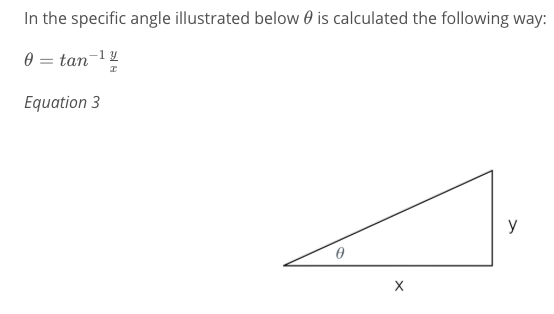 In the specific angle illustrated below θ is calculated the following way:
θ = tan⁻¹ y/x
Equation 3
y
θ
x